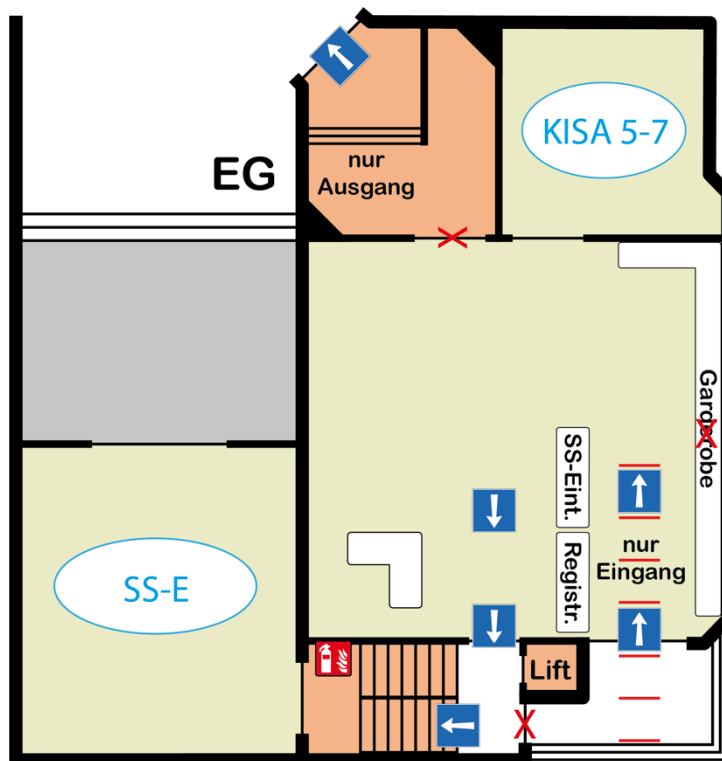 KISA 5-7
EG
nur
Ausgang
Garderobe
SS-Eint.
Registr.
nur
Eingang
SS-E
Lift